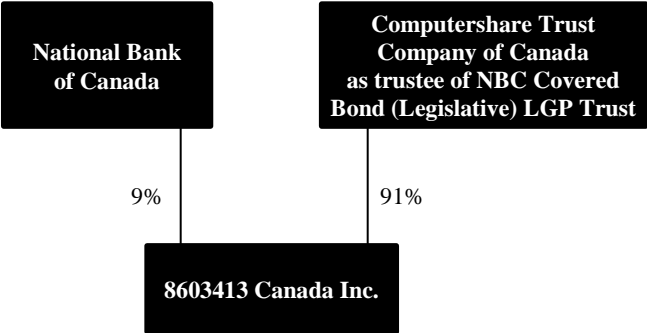 National Bank
of Canada
Computershare Trust
Company of Canada
as trustee of NBC Covered
Bond (Legislative) LGP Trust
9%
91%
8603413 Canada Inc.